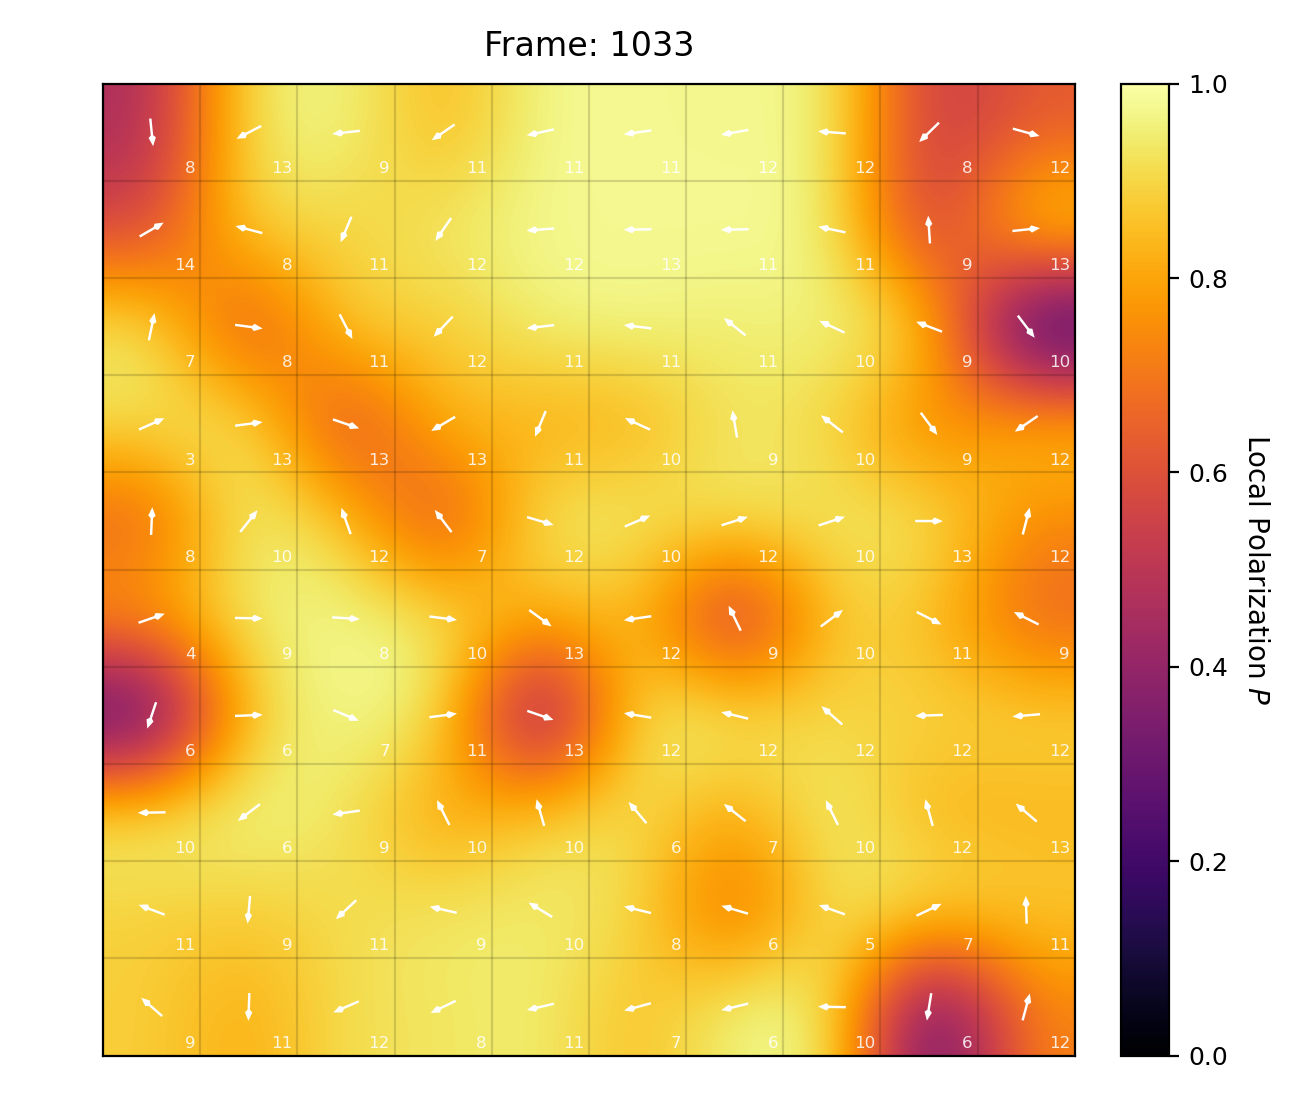 Frame: 1033
8 13 9 11 11 11 12 12 8 12
14 8 11 12 12 13 11 11 9 13
7 8 11 12 11 11 11 10 9 10
3 13 13 13 11 10 9 10 9 12
8 10 12 7 12 10 12 10 13 12
4 9 8 10 13 12 9 10 11 9
6 6 7 11 13 12 12 12 12 12
10 6 9 10 10 6 7 10 12 13
11 9 11 9 10 8 6 5 7 11
9 11 12 8 11 7 6 10 6 12
1.0
0.8
0.6
0.4
0.2
0.0
Local Polarization P